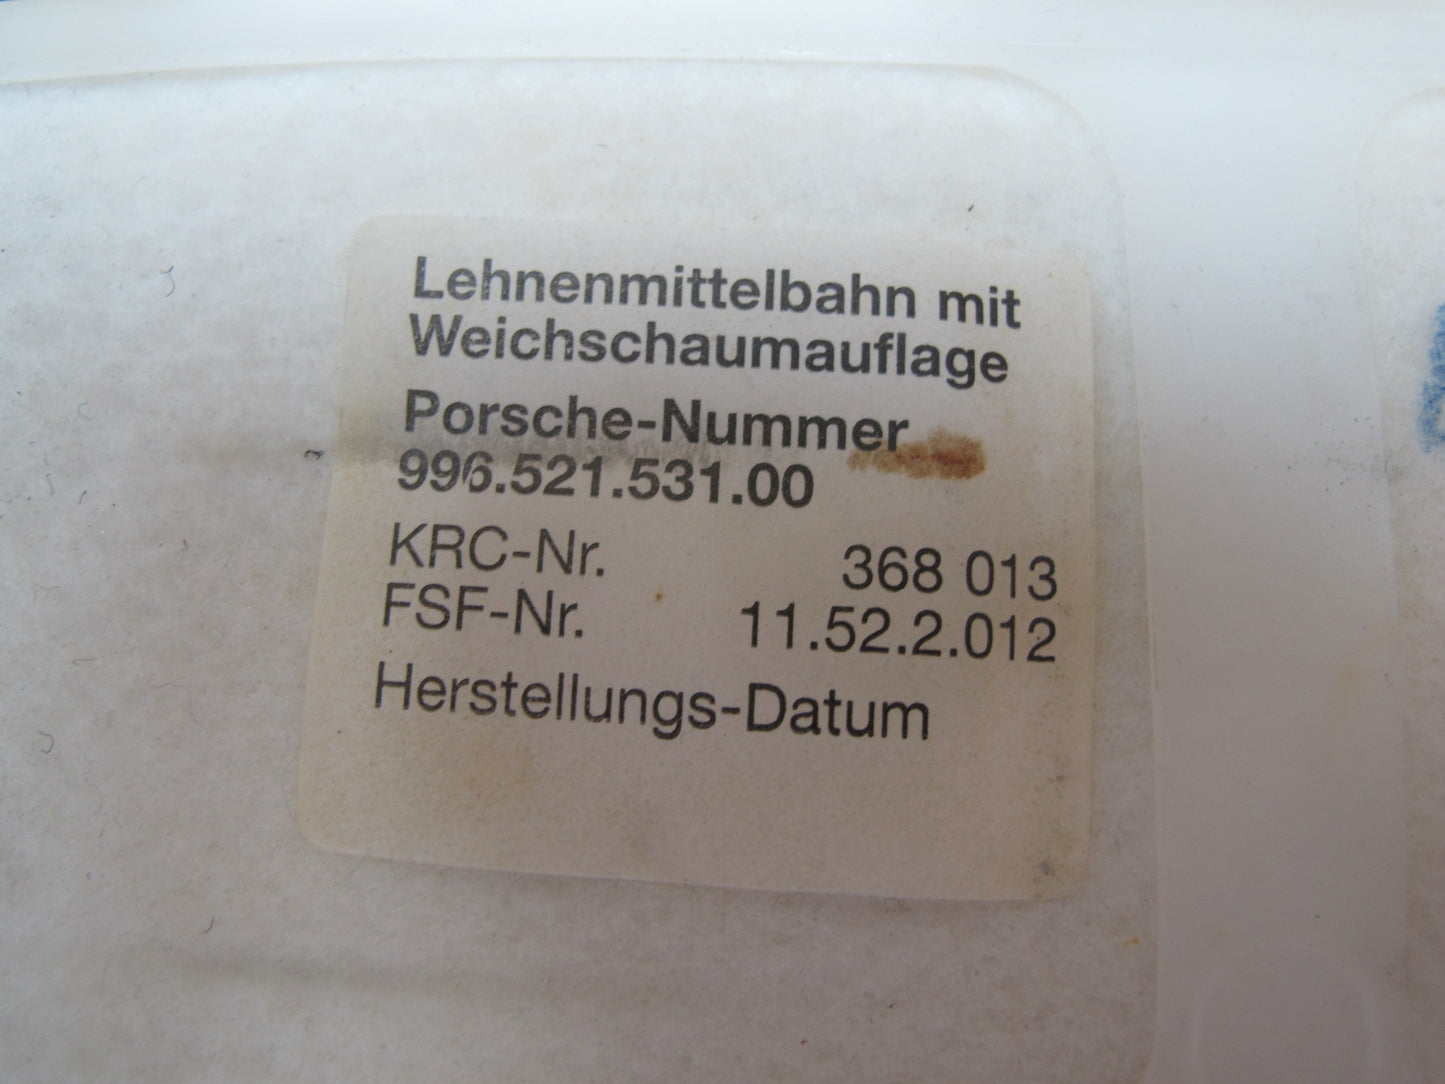 Lehnenmittelbahn mit
Weichschaumauflage
Porsche-Nummer
996.521.531.00
KRC-Nr. 368 013
FSF-Nr. 11.52.2.012
Herstellungs-Datum